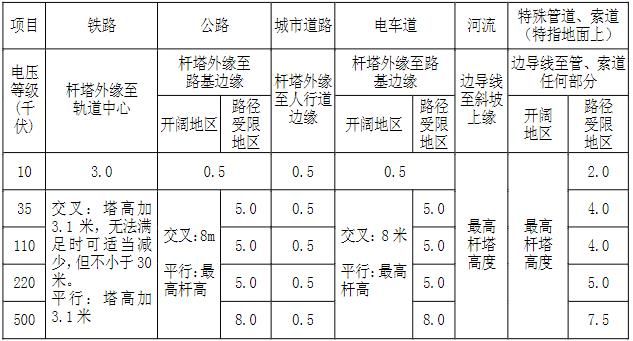 项目 铁路 公路 城市道路 电车道 河流 特殊管道、索道
（特指地面上）
电压
等级
(千
伏)
杆塔外缘至
轨道中心
杆塔外缘至
路基边缘
开阔地区
路径
受限
地区
杆塔外缘
至人行道
边缘
杆塔外缘至路
基边缘
开阔地区
路径
受限
地区
边导线
至斜坡
上缘
边导线至管、索道
任何部分
开阔
地区
路径
受限
地区
10 3.0 0.5 0.5 0.5 2.0
35 5.0 0.5 5.0 4.0
110 5.0 0.5 5.0 4.0
220 5.0 0.5 5.0 5.0
500 8.0 0.5 8.0 7.5
交叉：塔高加
3.1米，无法满
足时可适当减
少，但不小于30
米。
平行：塔高加
3.1米
交叉:8m
平行:最
高杆高
交叉：8米
平行:最高
杆高
最高
杆塔
高度
最高
杆塔
高度